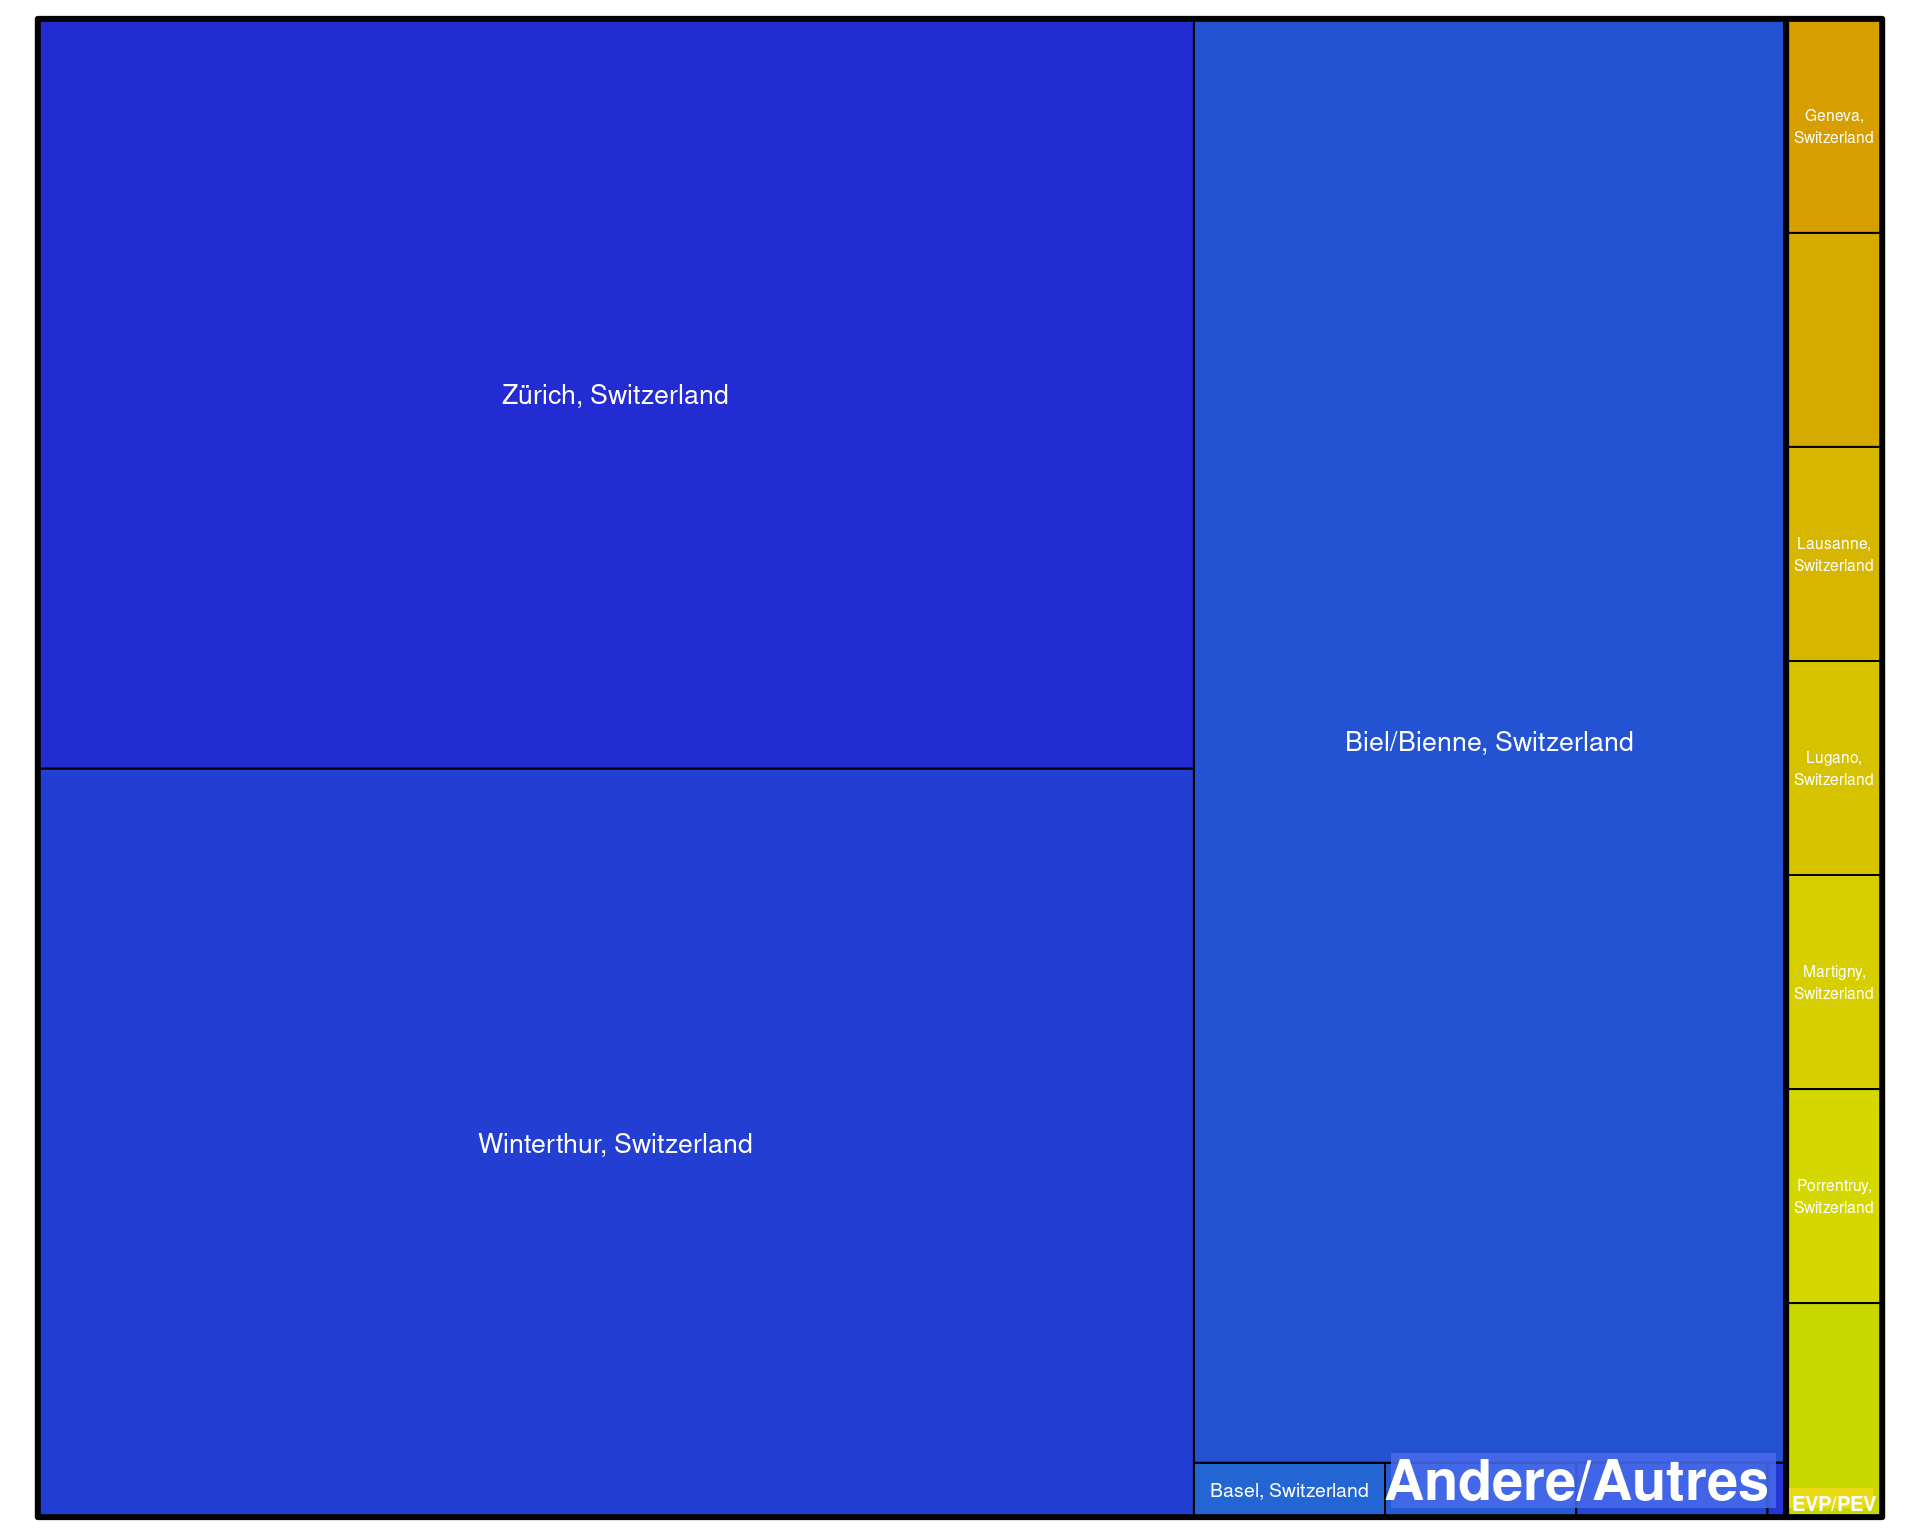 Zürich, Switzerland
Winterthur, Switzerland
Biel/Bienne, Switzerland
Basel, Switzerland
Andere/Autres
Geneva,
Switzerland
Lausanne,
Switzerland
Lugano,
Switzerland
Martigny,
Switzerland
Porrentruy,
Switzerland
EVP/PEV